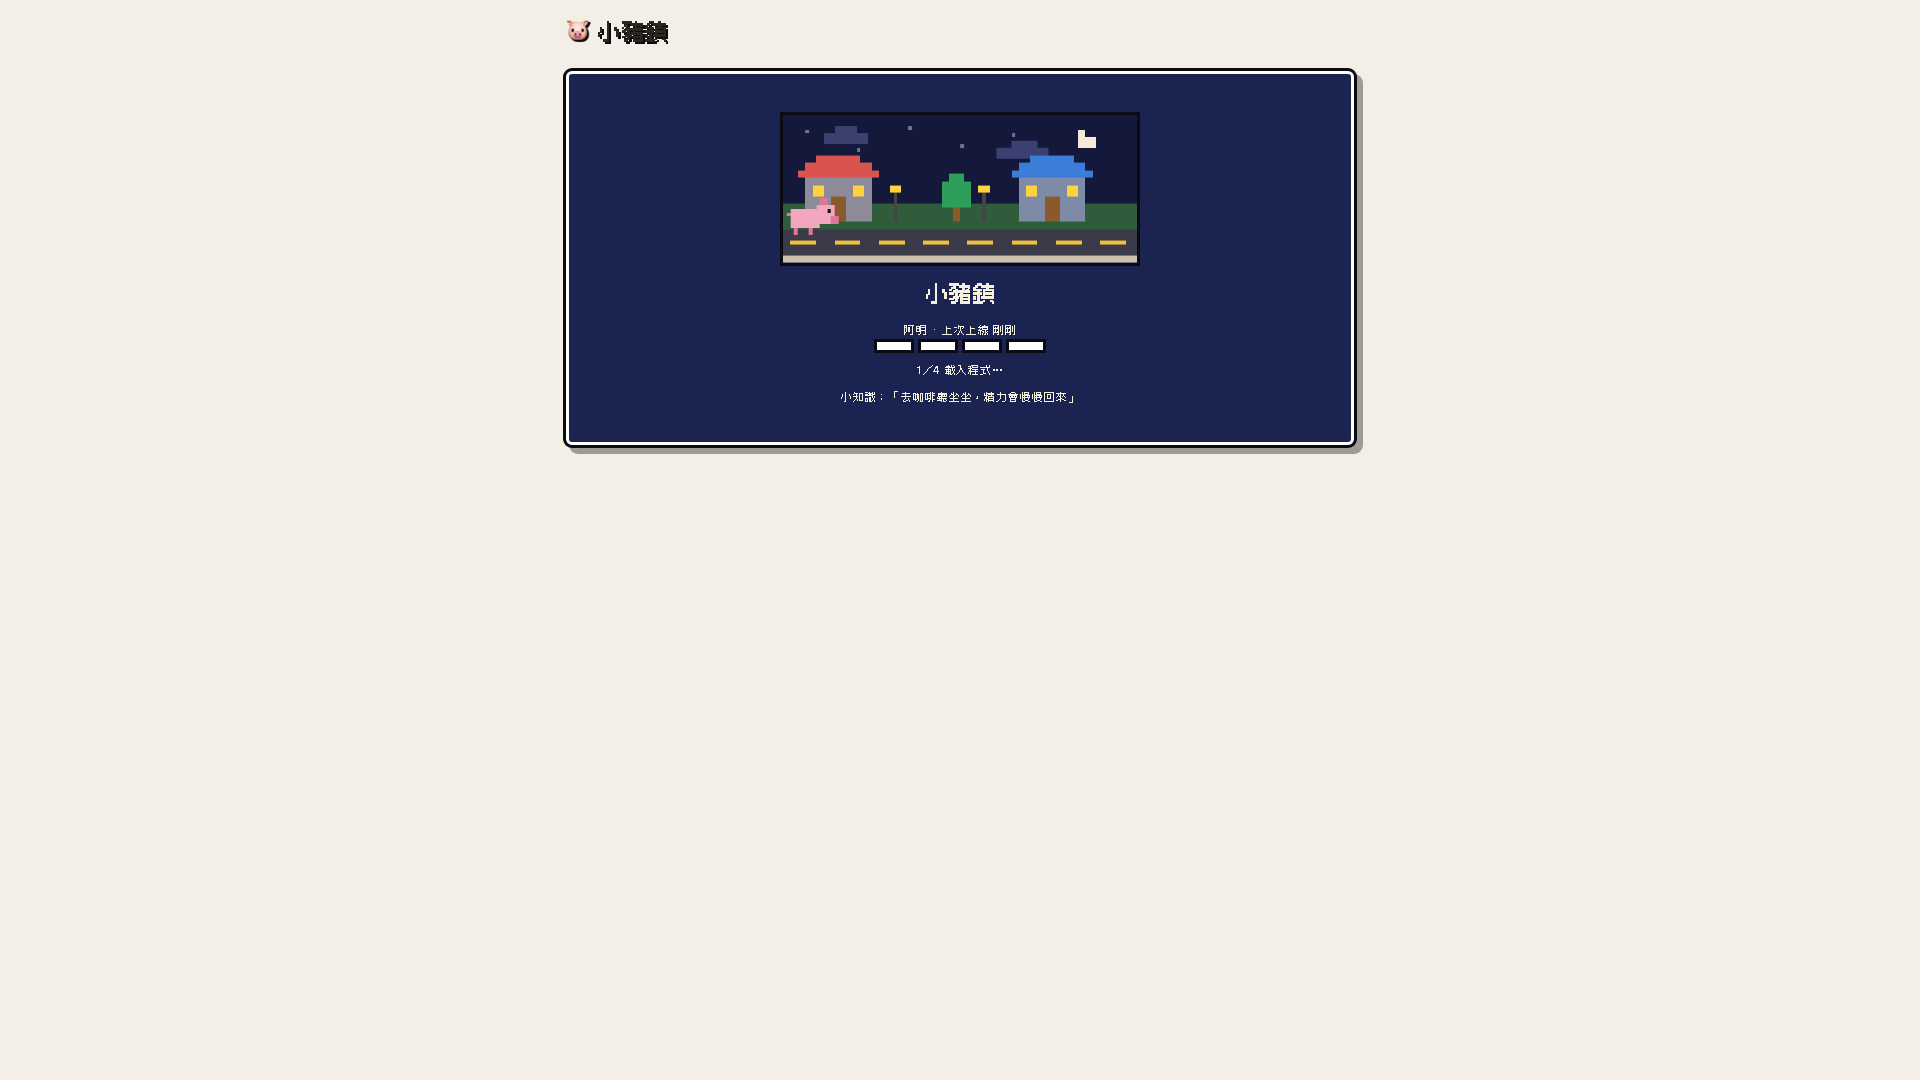 小豬鎮
小豬鎮
阿明 · 上次上線 剛剛
1/4 載入程式⋯
小知識：「去咖啡廳坐坐，精力會慢慢回來」